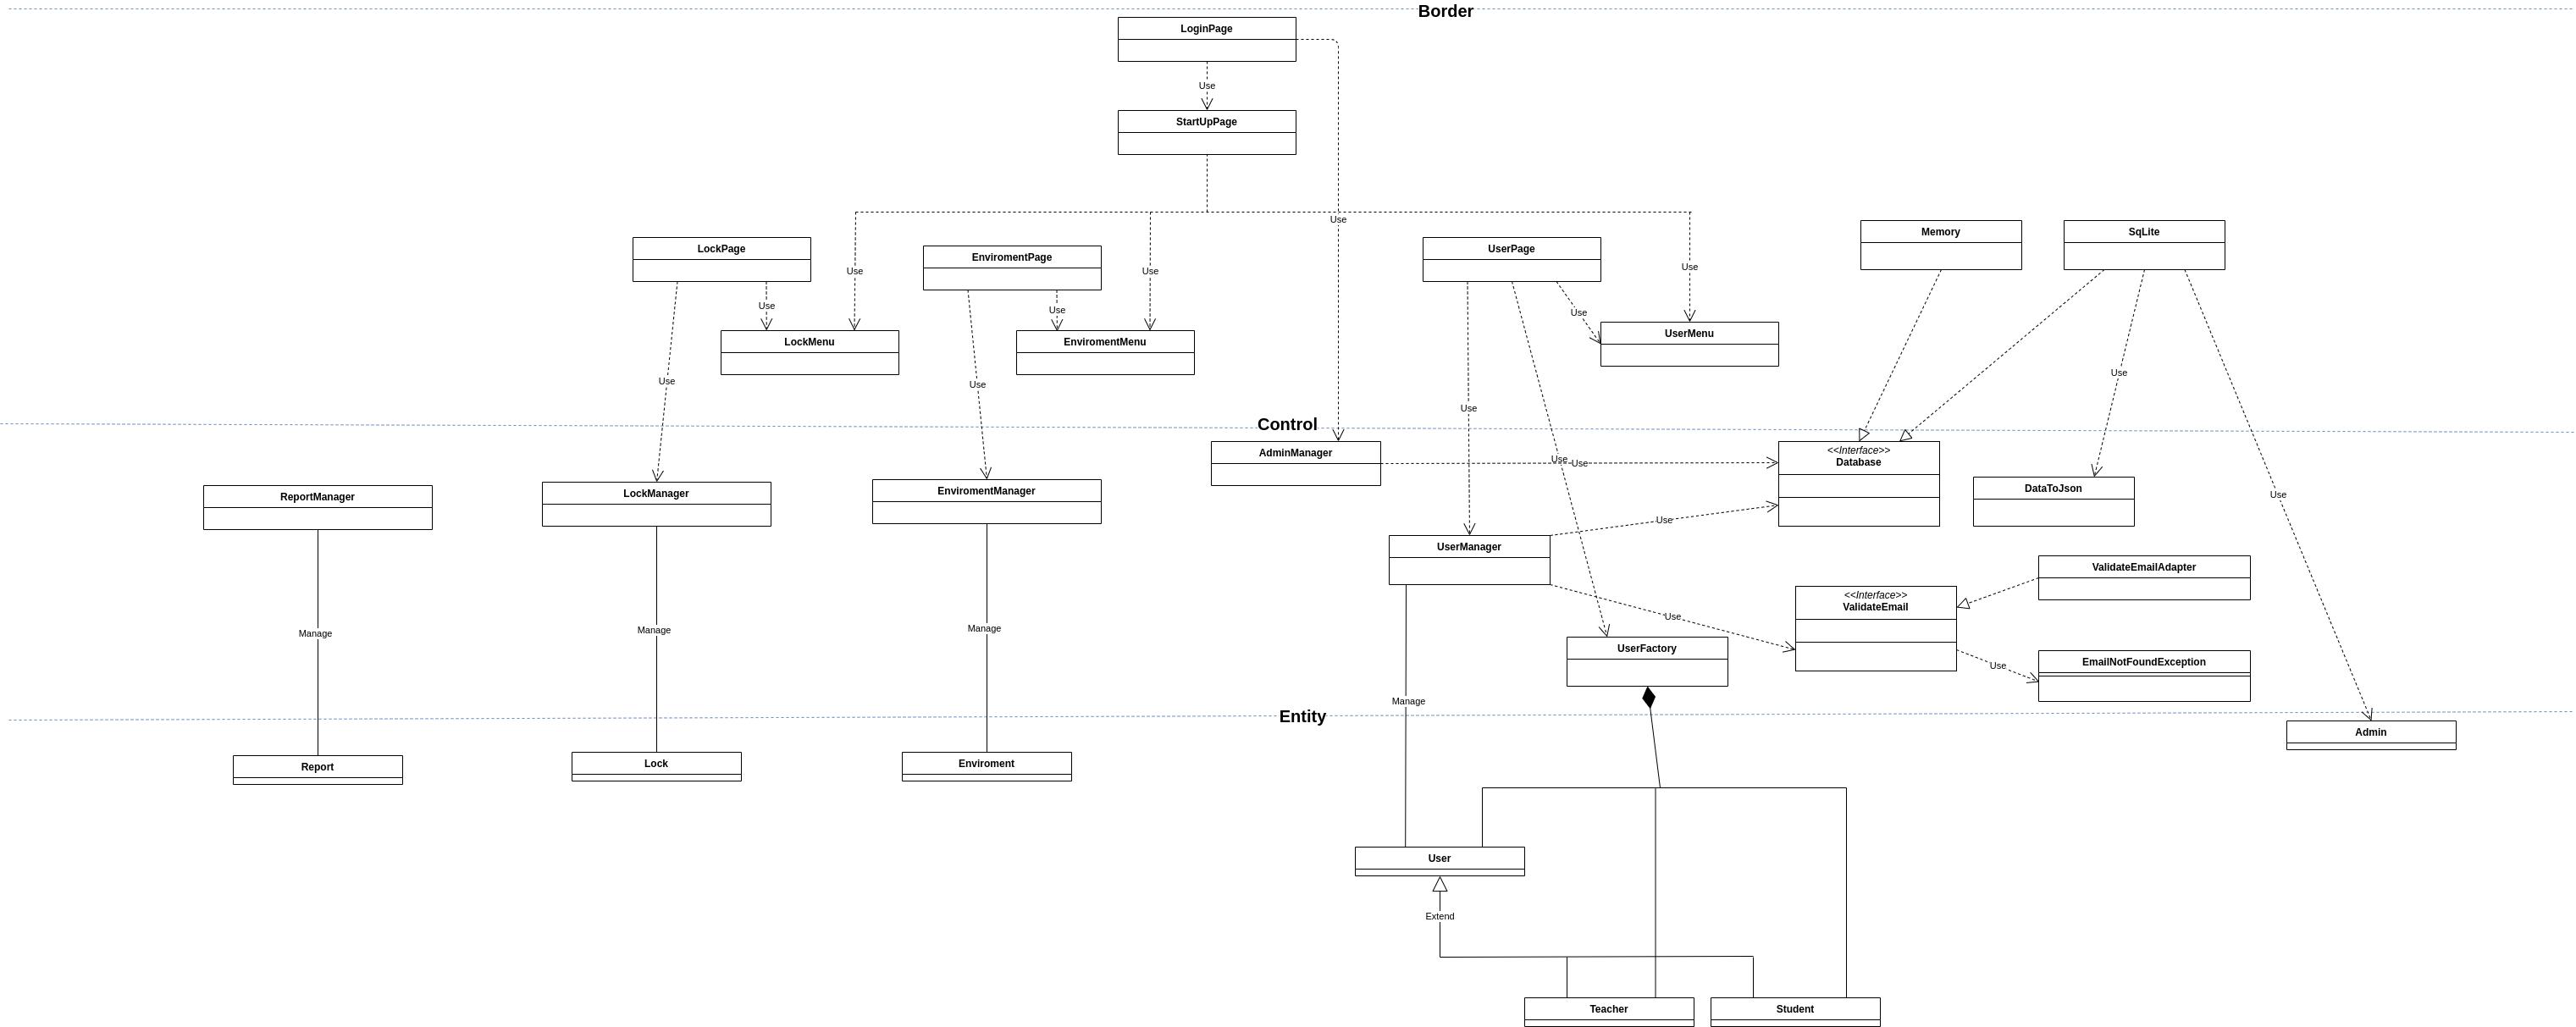 Border
LoginPage
Use
StartUpPage
Use
LockPage
EnviromentPage
UserPage
Memory
SqLite
Use
Use
Use
Use
Use
Use
LockMenu
EnviromentMenu
UserMenu
Use
Use
Use
Use
Use
Control
AdminManager
<<Interface>>
Database
Use
Use
DataToJson
Use
ReportManager
LockManager
EnviromentManager
Use
UserManager
ValidateEmailAdapter
<<Interface>>
ValidateEmail
Use
Manage
Manage
Manage
UserFactory
Use
EmailNotFoundException
Manage
Entity
Admin
Report
Lock
Enviroment
User
Extend
Teacher
Student